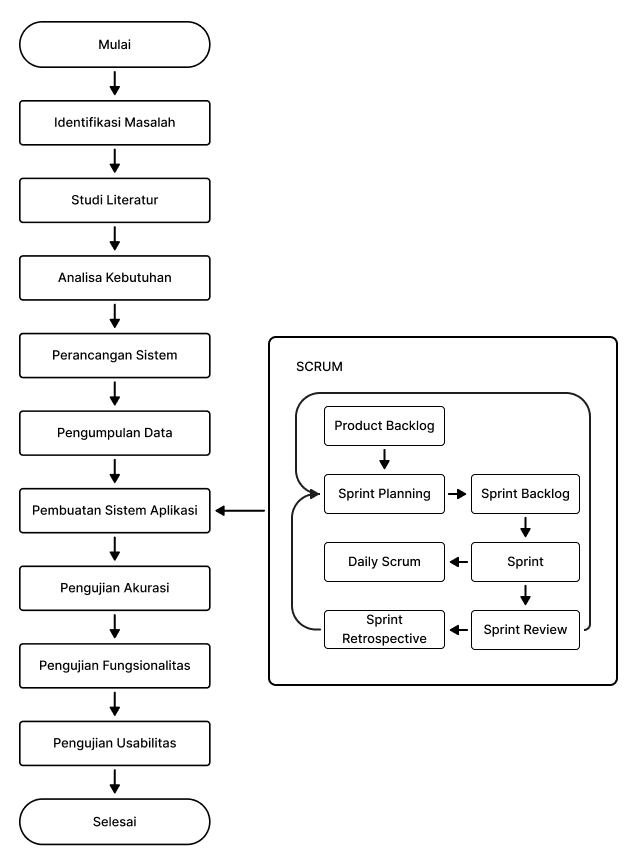 Mulai
Identifikasi Masalah
Studi Literatur
Analisa Kebutuhan
Perancangan Sistem
Pengumpulan Data
Pembuatan Sistem Aplikasi
Pengujian Akurasi
Pengujian Fungsionalitas
Pengujian Usabilitas
Selesai
SCRUM
Product Backlog
Sprint Planning
Sprint Backlog
Daily Scrum
Sprint
Sprint
Retrospective
Sprint Review